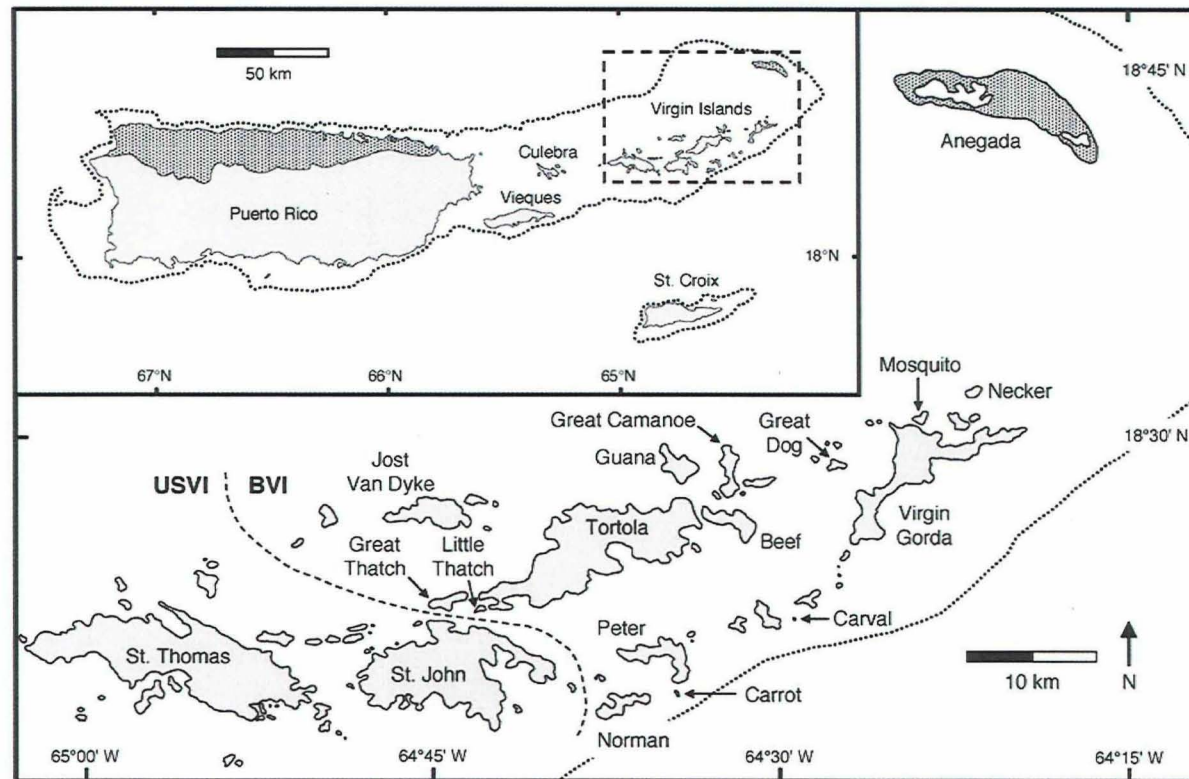 50 km
18°45' N
Virgin Islands
Anegada
Culebra
Vieques
Puerto Rico
18°N
St. Croix
67°N
66°N
65°N
Mosquito
Necker
Great Camanoe
Great
Dog
18°30' N
Guana
Jost
Van Dyke
USVI
BVI
Virgin
Gorda
Tortola
Beef
Great
Thatch
Little
Thatch
Carval
Peter
St. Thomas
St. John
10 km
N
Carrot
Norman
65°00' W
64°45' W
64°30' W
64°15' W